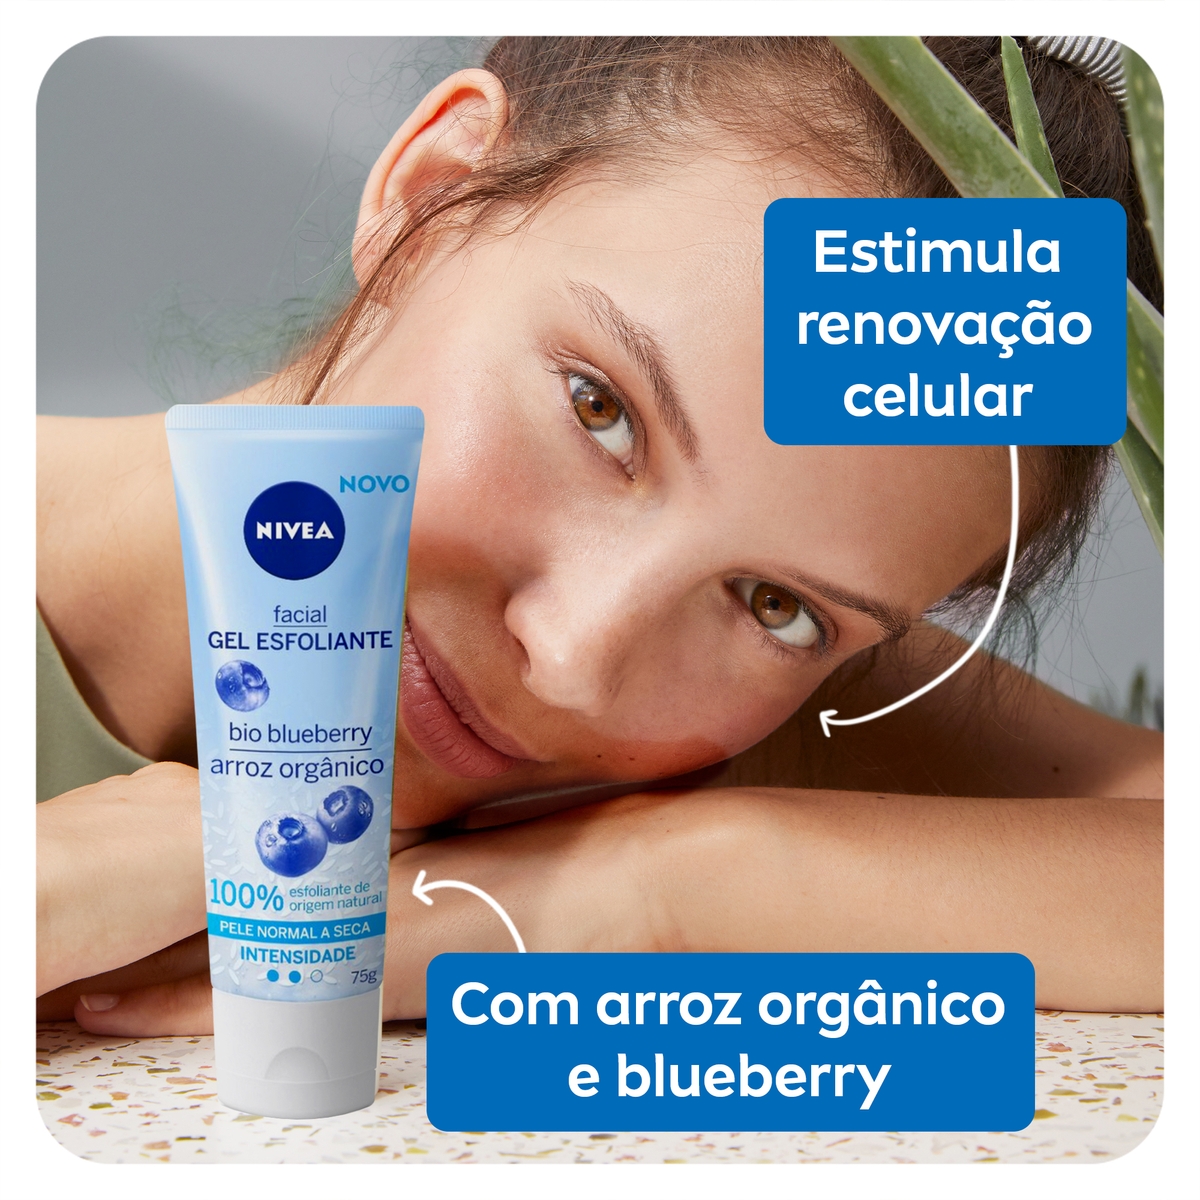 Estimula
renovação
celular
NOVO
NIVEA
facial
GEL ESFOLIANTE
bio blueberry
arroz orgânico
100% esfoliante de
origem natural
PELE NORMAL A SECA
INTENSIDADE
75g
Com arroz orgânico
e blueberry